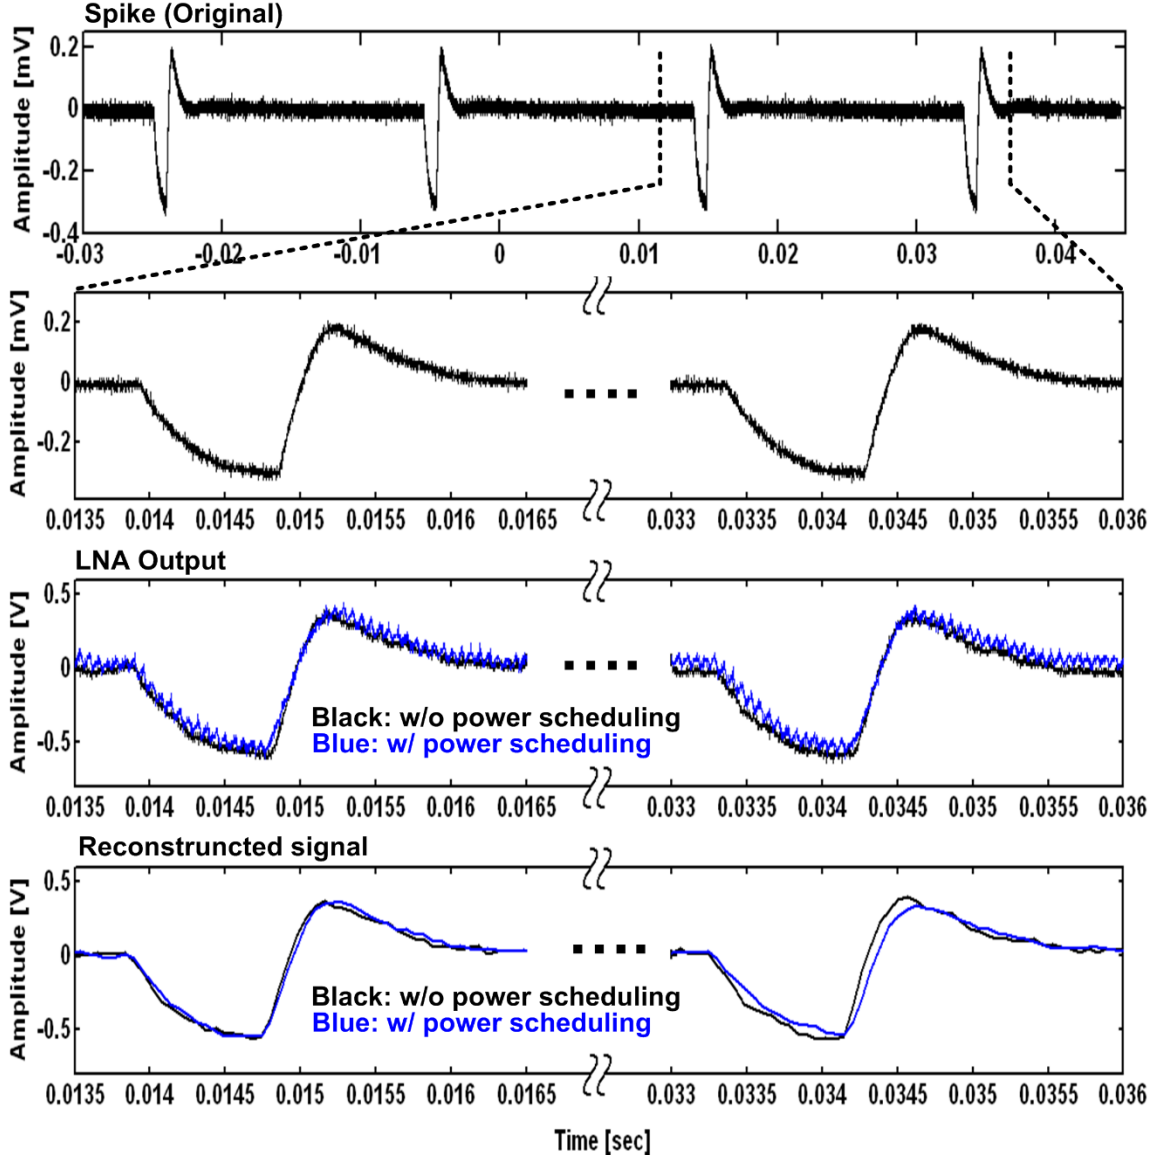 Spike (Original)
Amplitude [mV]
0.2
0
-0.2
-0.4
-0.03 -0.02 -0.01 0 0.01 0.02 0.03 0.04
Amplitude [mV]
0.2
0
-0.2
0.0135 0.014 0.0145 0.015 0.0155 0.016 0.0165 0.033 0.0335 0.034 0.0345 0.035 0.0355 0.036
LNA Output
Amplitude [V]
0.5
0
-0.5
Black: w/o power scheduling
Blue: w/ power scheduling
0.0135 0.014 0.0145 0.015 0.0155 0.016 0.0165 0.033 0.0335 0.034 0.0345 0.035 0.0355 0.036
Reconstruncted signal
Amplitude [V]
0.5
0
-0.5
Black: w/o power scheduling
Blue: w/ power scheduling
0.0135 0.014 0.0145 0.015 0.0155 0.016 0.0165 0.033 0.0335 0.034 0.0345 0.035 0.0355 0.036
Time [sec]